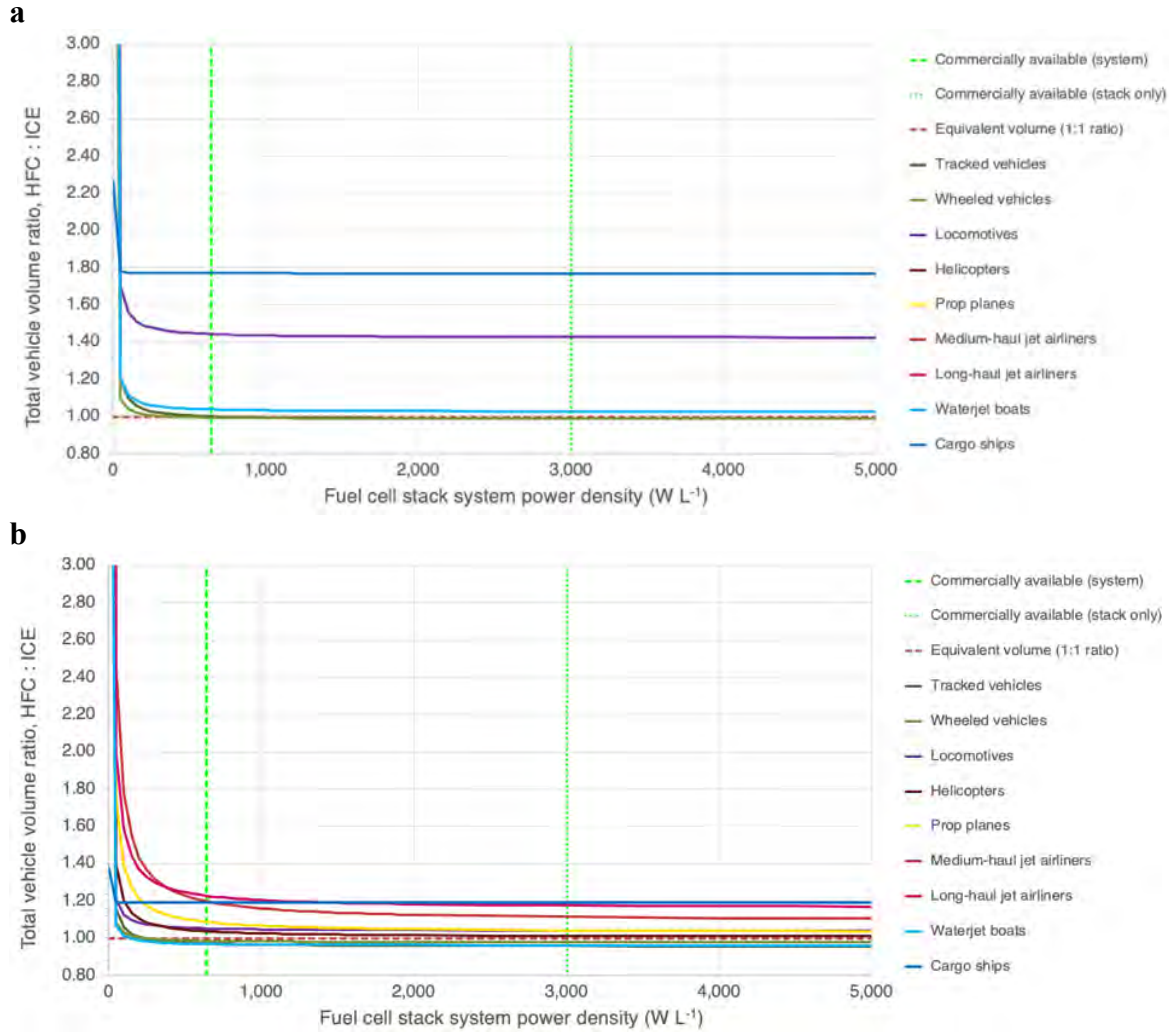 a
3.00
2.80
2.60
2.40
2.20
2.00
1.80
1.60
1.40
1.20
1.00
0.80
Total vehicle volume ratio, HFC : ICE
0 1,000 2,000 3,000 4,000 5,000
Fuel cell stack system power density (W L⁻¹)
Commercially available (system)
Commercially available (stack only)
Equivalent volume (1:1 ratio)
Tracked vehicles
Wheeled vehicles
Locomotives
Helicopters
Prop planes
Medium-haul jet airliners
Long-haul jet airliners
Waterjet boats
Cargo ships
b
3.00
2.80
2.60
2.40
2.20
2.00
1.80
1.60
1.40
1.20
1.00
0.80
Total vehicle volume ratio, HFC : ICE
0 1,000 2,000 3,000 4,000 5,000
Fuel cell stack system power density (W L⁻¹)
Commercially available (system)
Commercially available (stack only)
Equivalent volume (1:1 ratio)
Tracked vehicles
Wheeled vehicles
Locomotives
Helicopters
Prop planes
Medium-haul jet airliners
Long-haul jet airliners
Waterjet boats
Cargo ships